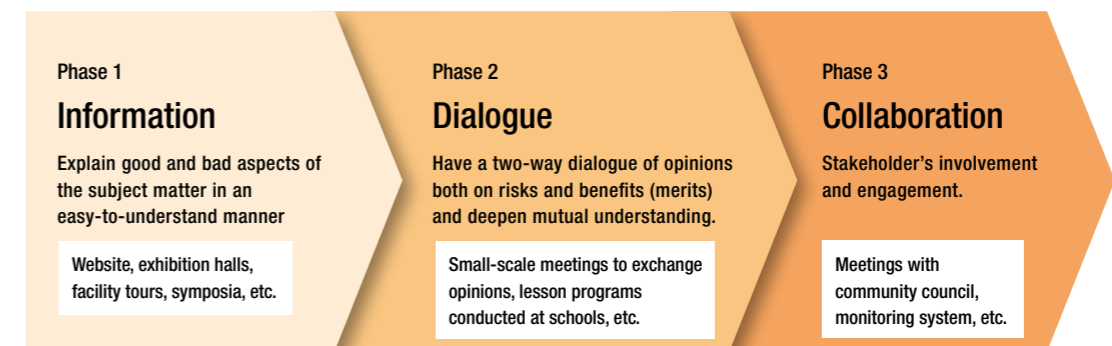 Phase 1
Information
Explain good and bad aspects of
the subject matter in an
easy-to-understand manner
Website, exhibition halls,
facility tours, symposia, etc.
Phase 2
Dialogue
Have a two-way dialogue of opinions
both on risks and benefits (merits)
and deepen mutual understanding.
Small-scale meetings to exchange
opinions, lesson programs
conducted at schools, etc.
Phase 3
Collaboration
Stakeholder’s involvement
and engagement.
Meetings with
community council,
monitoring system, etc.